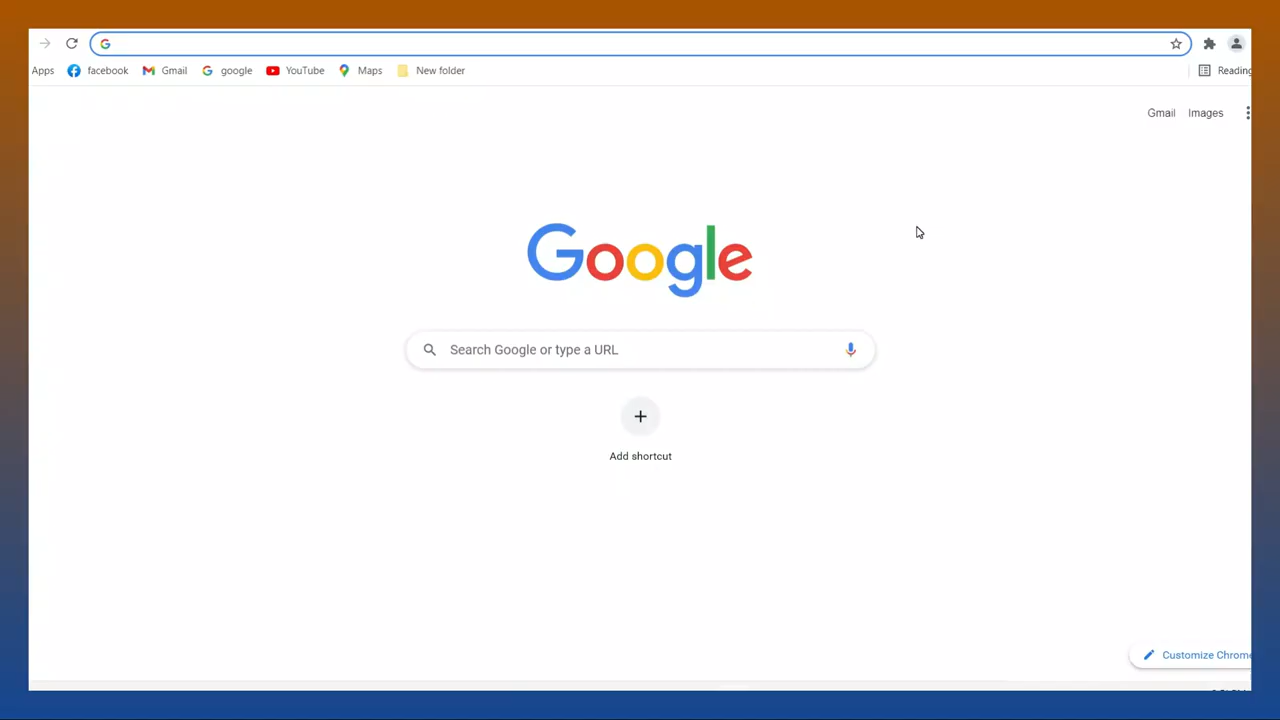 Apps facebook Gmail google YouTube Maps New folder Reading
Gmail Images
Google
Search Google or type a URL
Add shortcut
Customize Chrome